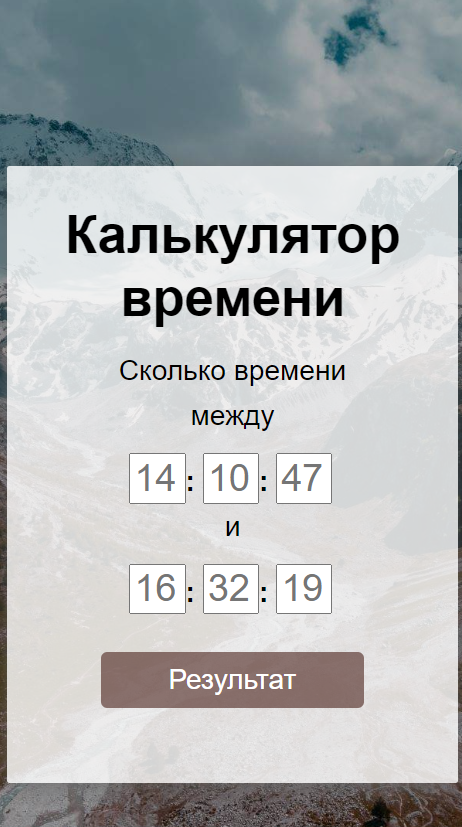 Калькулятор
времени
Сколько времени
между
14 : 10 : 47
и
16 : 32 : 19
Результат